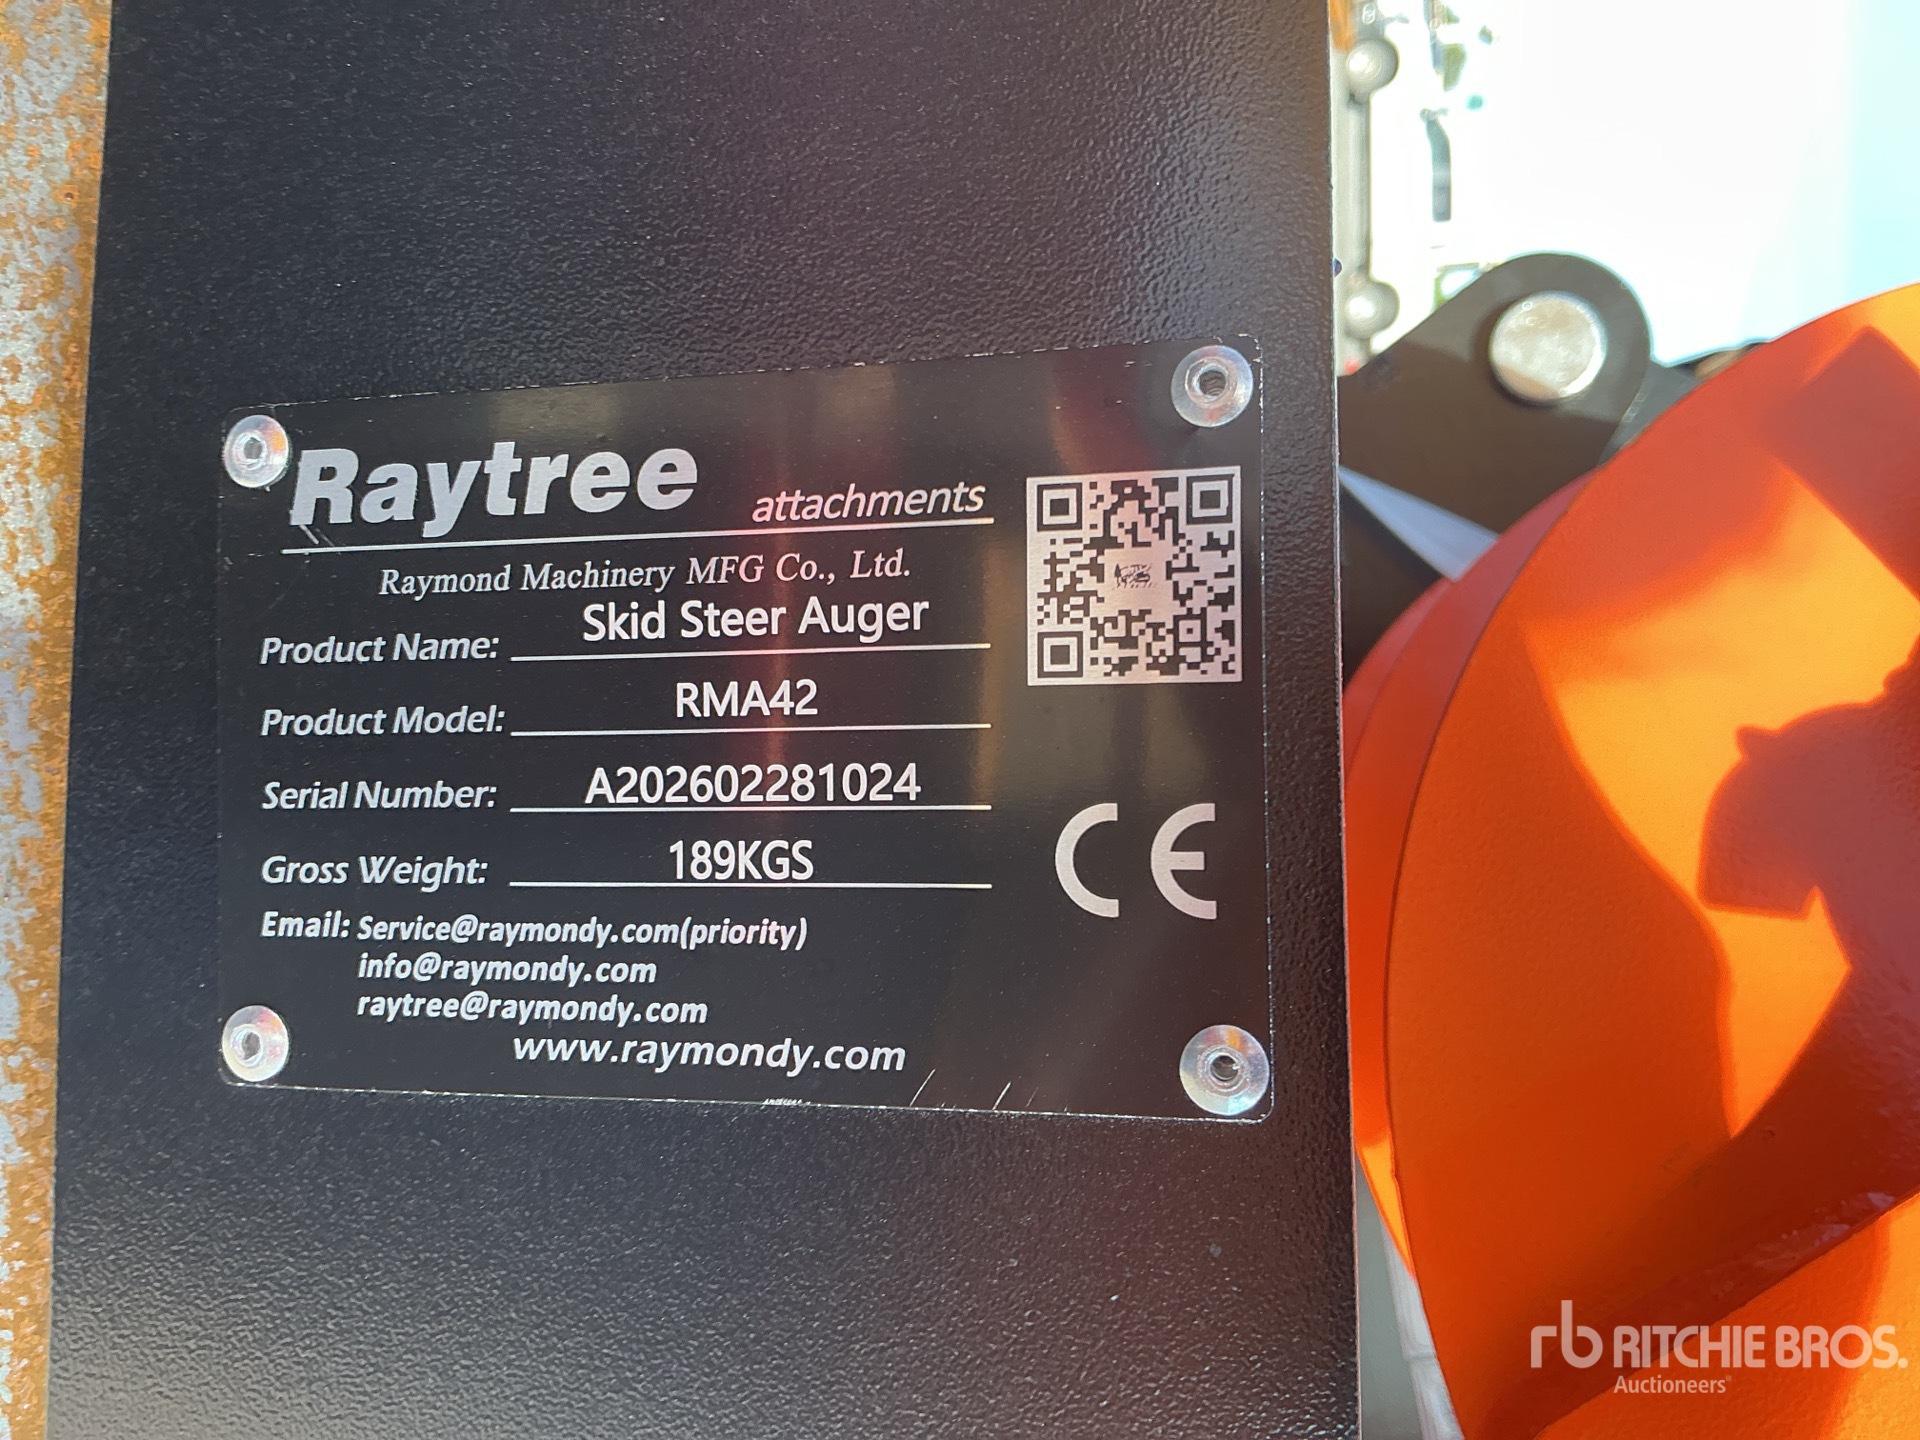 Raytree attachments
Raymond Machinery MFG Co., Ltd.
Product Name: Skid Steer Auger
Product Model: RMA42
Serial Number: A202602281024
Gross Weight: 189KGS
CE
Email: Service@raymondy.com(priority)
info@raymondy.com
raytree@raymondy.com
www.raymondy.com
rb RITCHIE BROS.
Auctioneers